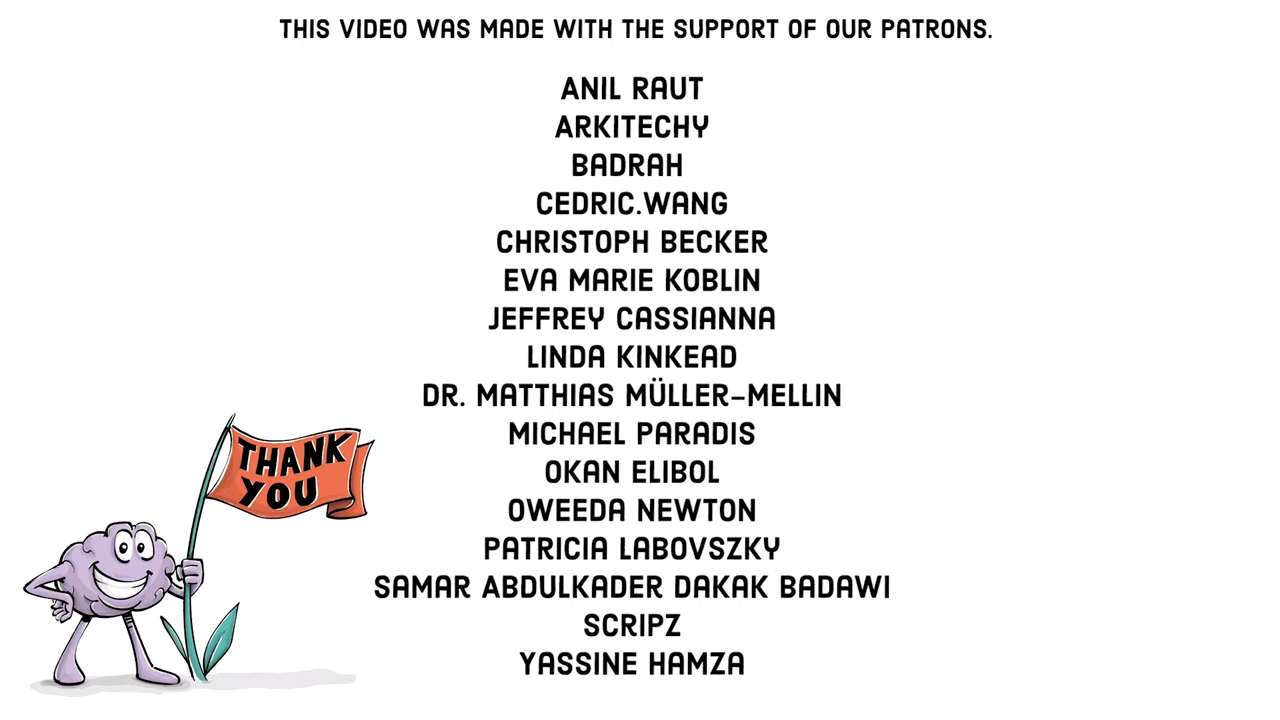 THIS VIDEO WAS MADE WITH THE SUPPORT OF OUR PATRONS.
ANIL RAUT
ARKITECHY
BADRAH
CEDRIC.WANG
CHRISTOPH BECKER
EVA MARIE KOBLIN
JEFFREY CASSIANNA
LINDA KINKEAD
DR. MATTHIAS MÜLLER-MELLIN
MICHAEL PARADIS
OKAN ELIBOL
OWEEDA NEWTON
PATRICIA LABOVSZKY
SAMAR ABDULKADER DAKAK BADAWI
SCRIPZ
YASSINE HAMZA
THANK
YOU